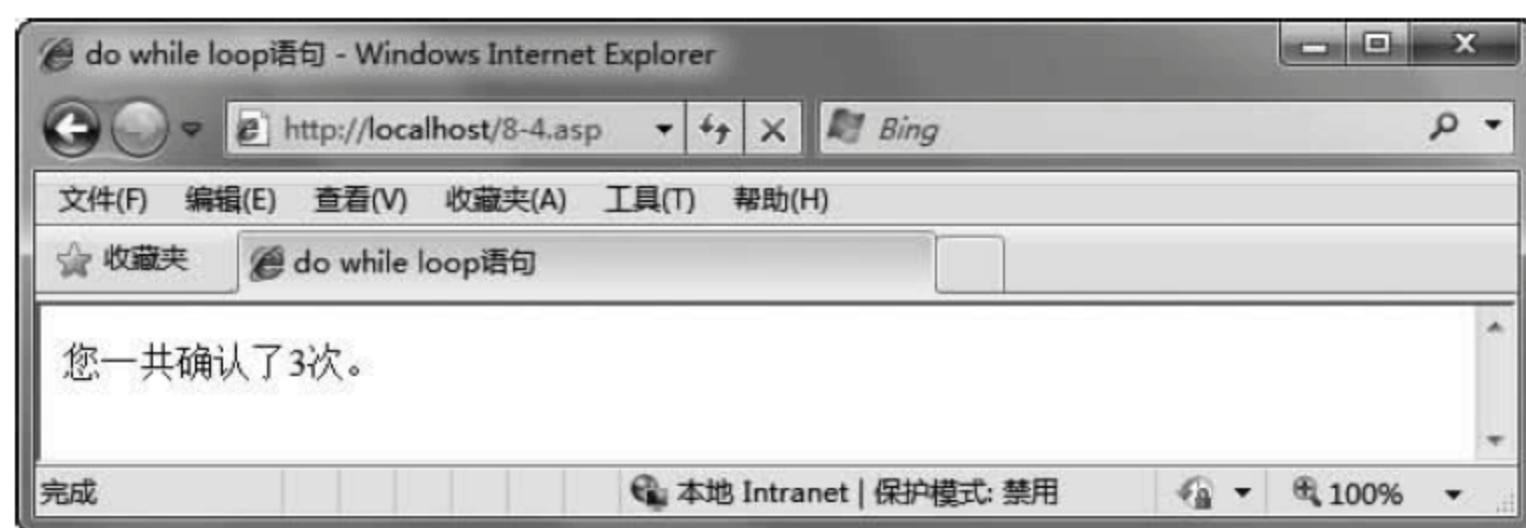 do while loop语句 - Windows Internet Explorer
http://localhost/8-4.asp Bing
文件(F) 编辑(E) 查看(V) 收藏夹(A) 工具(T) 帮助(H)
收藏夹 do while loop语句
您一共确认了3次。
完成 本地 Intranet | 保护模式: 禁用 100%